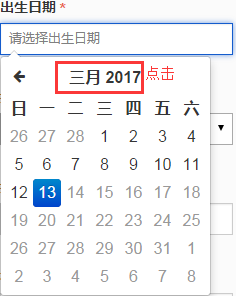 出生日期 *
请选择出生日期
三月 2017 点击
日 一 二 三 四 五 六
26 27 28 1 2 3 4
5 6 7 8 9 10 11
12 13 14 15 16 17 18
19 20 21 22 23 24 25
26 27 28 29 30 31 1
2 3 4 5 6 7 8